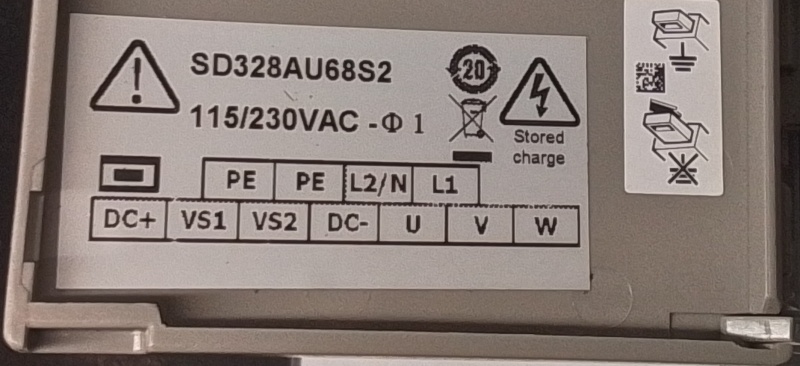 SD328AU68S2
115/230VAC -Φ 1
20
Stored
charge
PE PE L2/N L1
DC+ VS1 VS2 DC- U V W